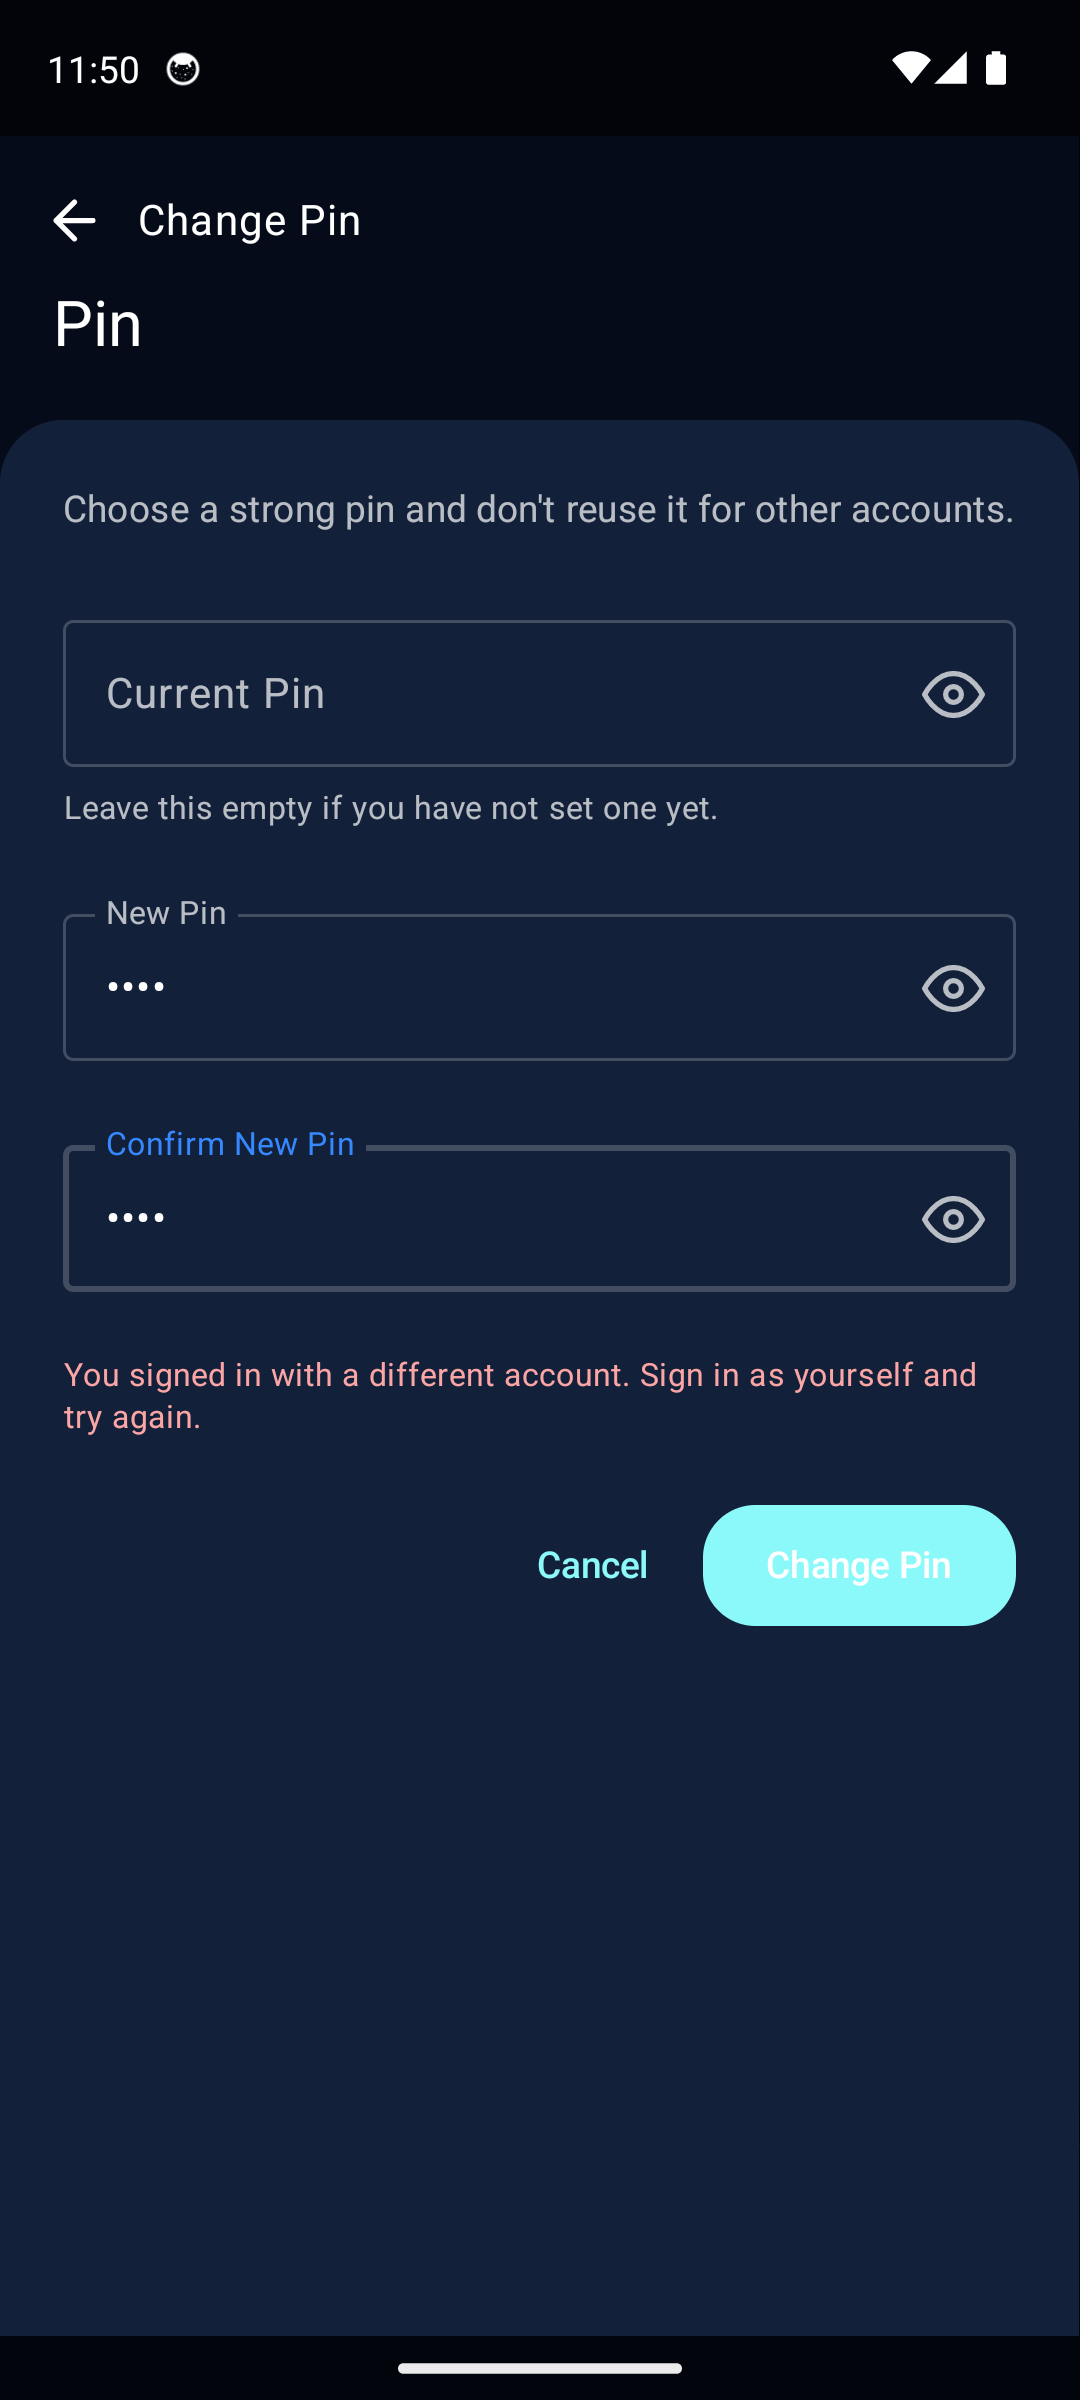 11:50
Change Pin
Pin
Choose a strong pin and don't reuse it for other accounts.
Current Pin
Leave this empty if you have not set one yet.
New Pin
••••
Confirm New Pin
••••
You signed in with a different account. Sign in as yourself and
try again.
Cancel
Change Pin